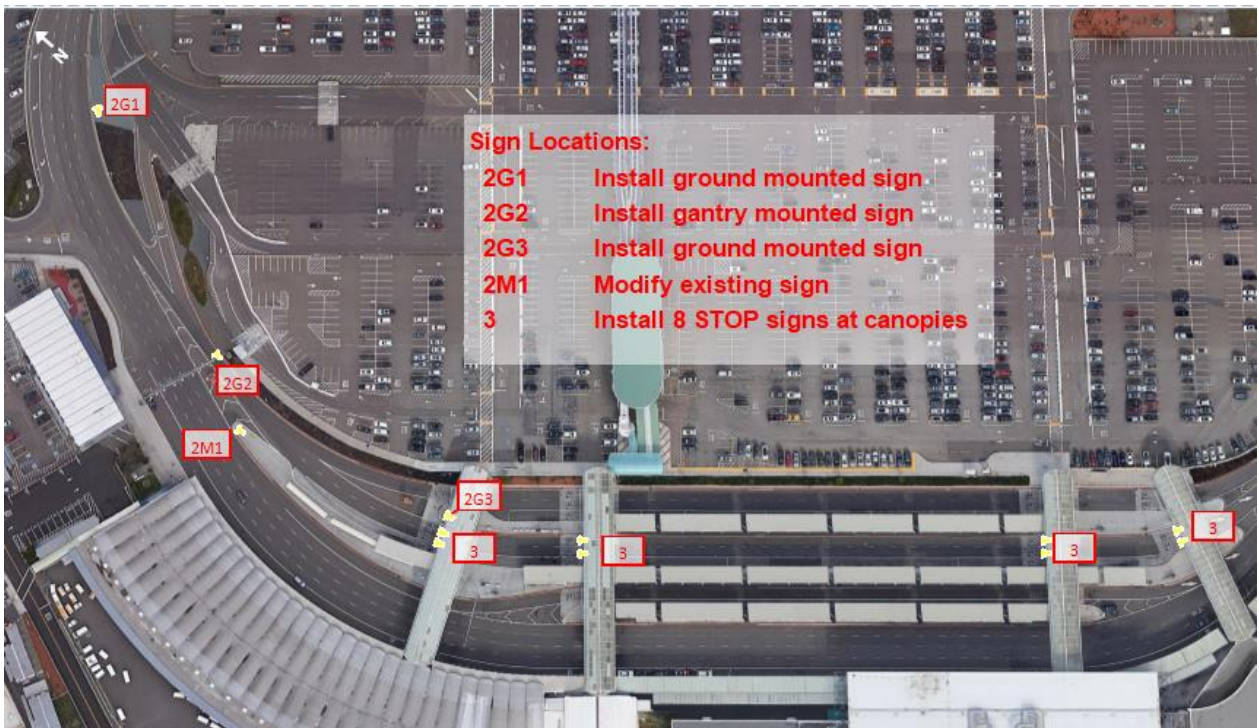 N
2G1
Sign Locations:
2G1 Install ground mounted sign
2G2 Install gantry mounted sign
2G3 Install ground mounted sign
2M1 Modify existing sign
3 Install 8 STOP signs at canopies
2G2
2M1
2G3
3
3
3
3